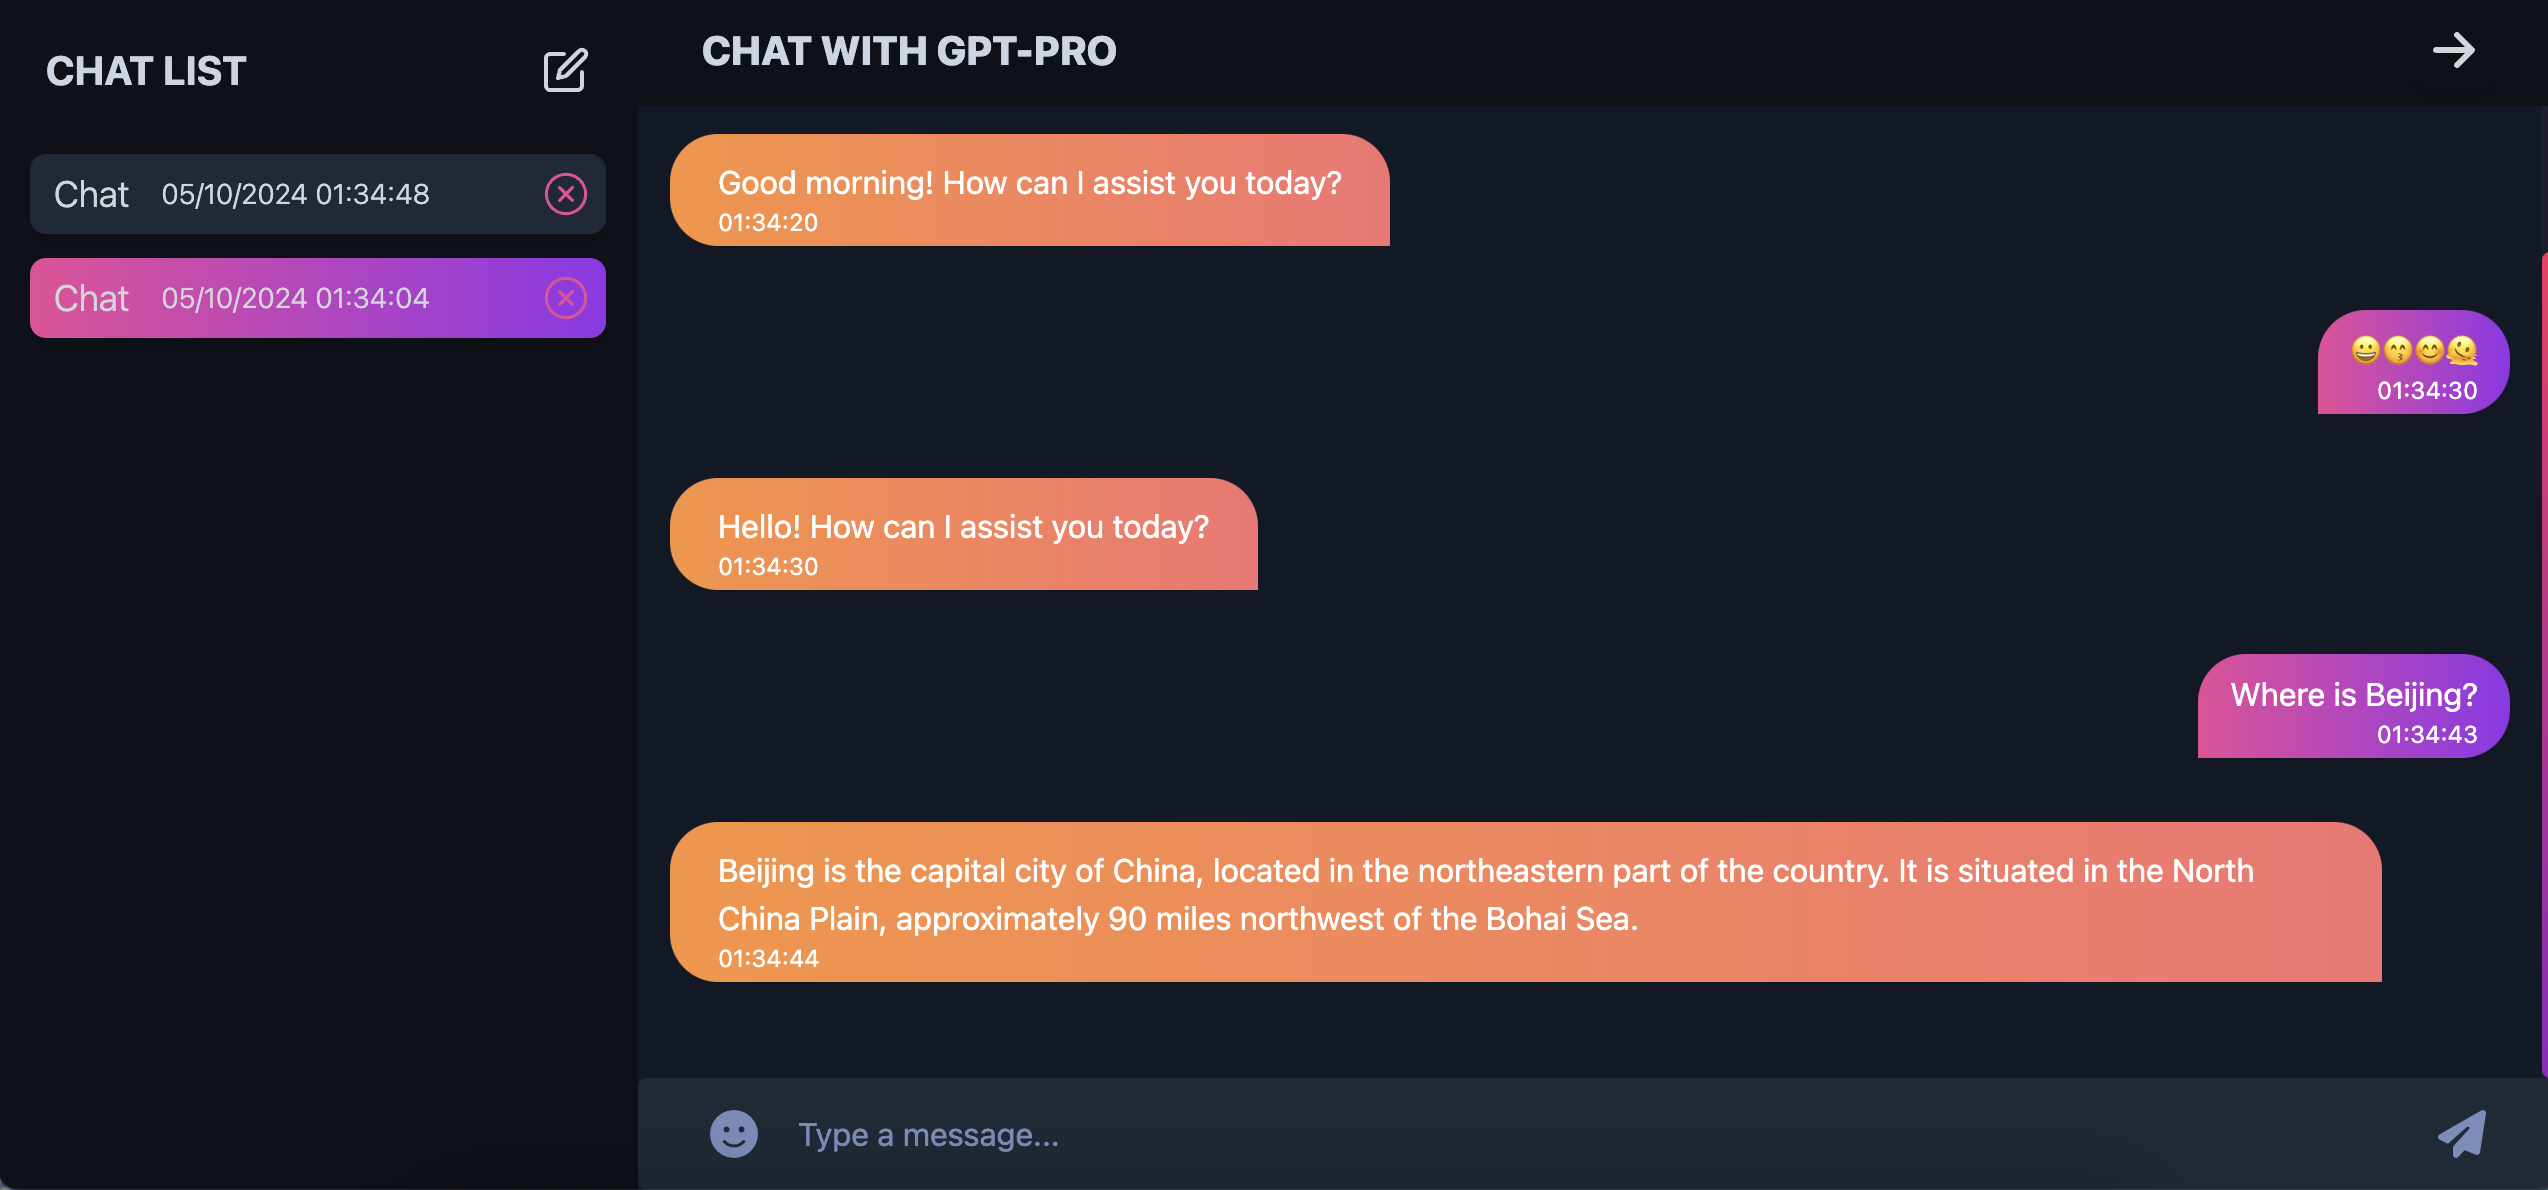 CHAT LIST
Chat 05/10/2024 01:34:48
Chat 05/10/2024 01:34:04
CHAT WITH GPT-PRO
Good morning! How can I assist you today?
01:34:20
😀😙😊🫠
01:34:30
Hello! How can I assist you today?
01:34:30
Where is Beijing?
01:34:43
Beijing is the capital city of China, located in the northeastern part of the country. It is situated in the North
China Plain, approximately 90 miles northwest of the Bohai Sea.
01:34:44
Type a message...